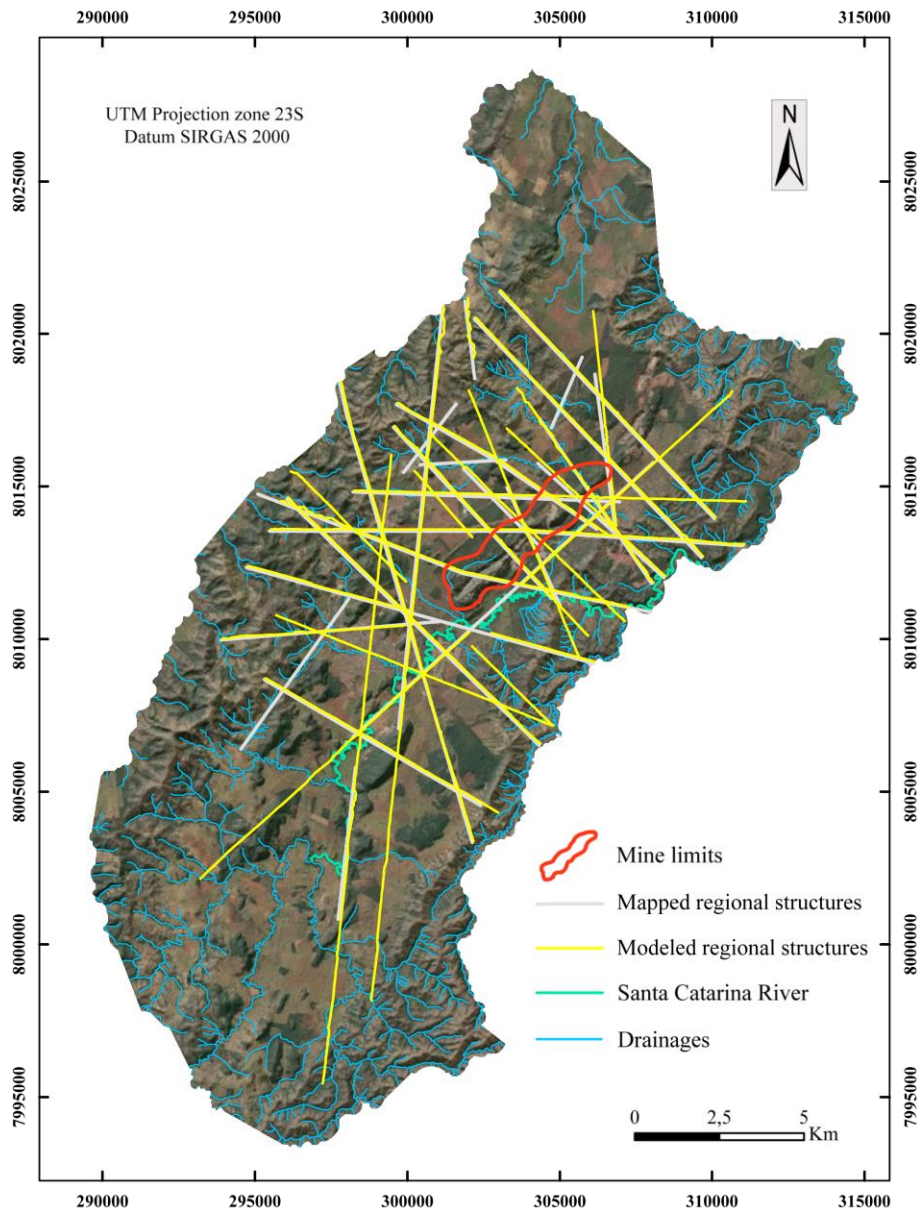 290000 295000 300000 305000 310000 315000
UTM Projection zone 23S
Datum SIRGAS 2000
N
8025000
8025000
8020000
8020000
8015000
8015000
8010000
8010000
8005000
8005000
8000000
8000000
7995000
7995000
Mine limits
Mapped regional structures
Modeled regional structures
Santa Catarina River
Drainages
0 2,5 5
Km
290000 295000 300000 305000 310000 315000